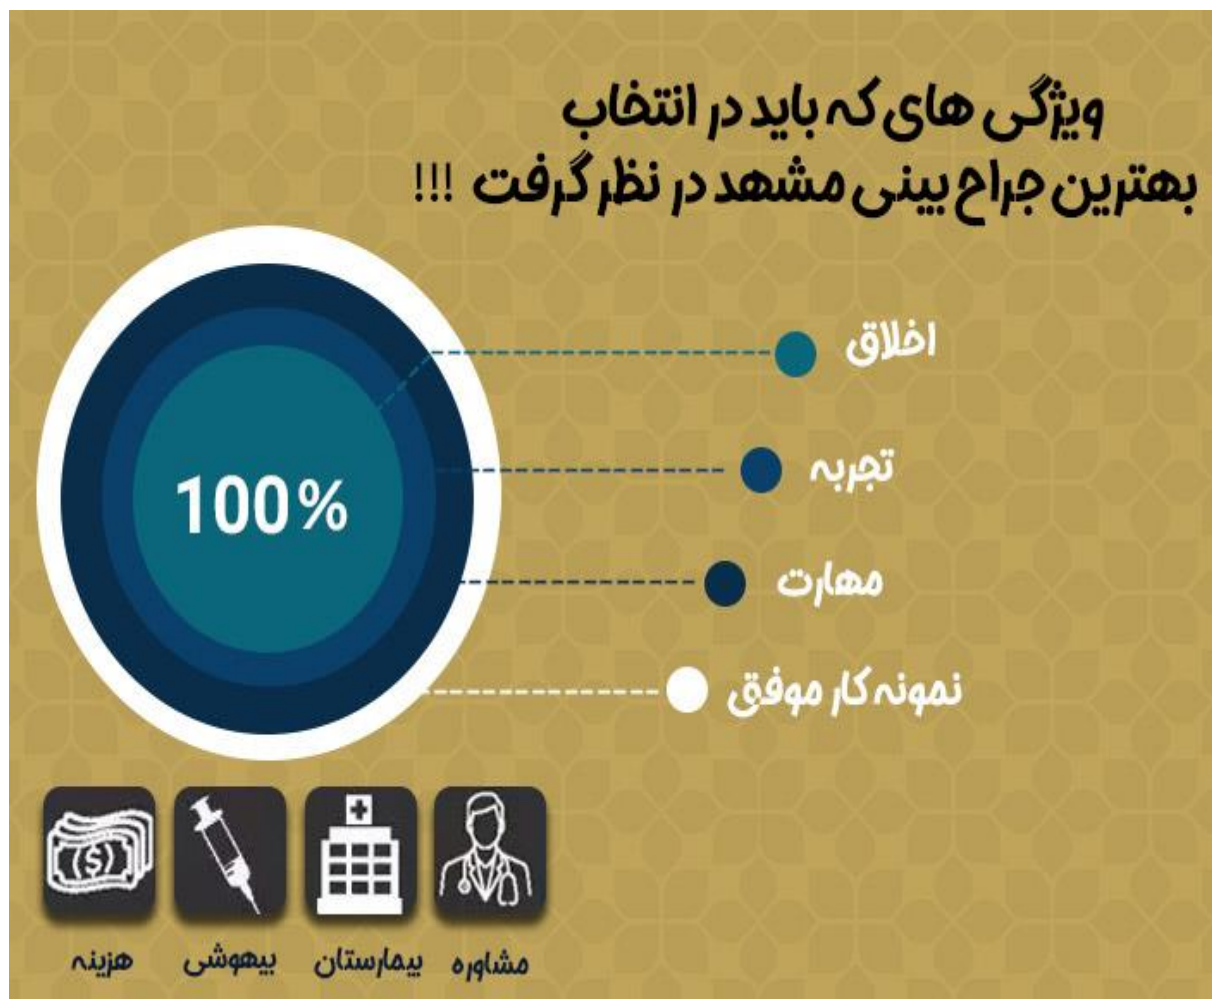 ویژگی های که باید در انتخاب
بهترین جراح بینی مشهد در نظر گرفت !!!
اخلاق
تجربه
100%
مهارت
نمونه کار موفق
($)
مشاوره
بیمارستان
بیهوشی
هزینه